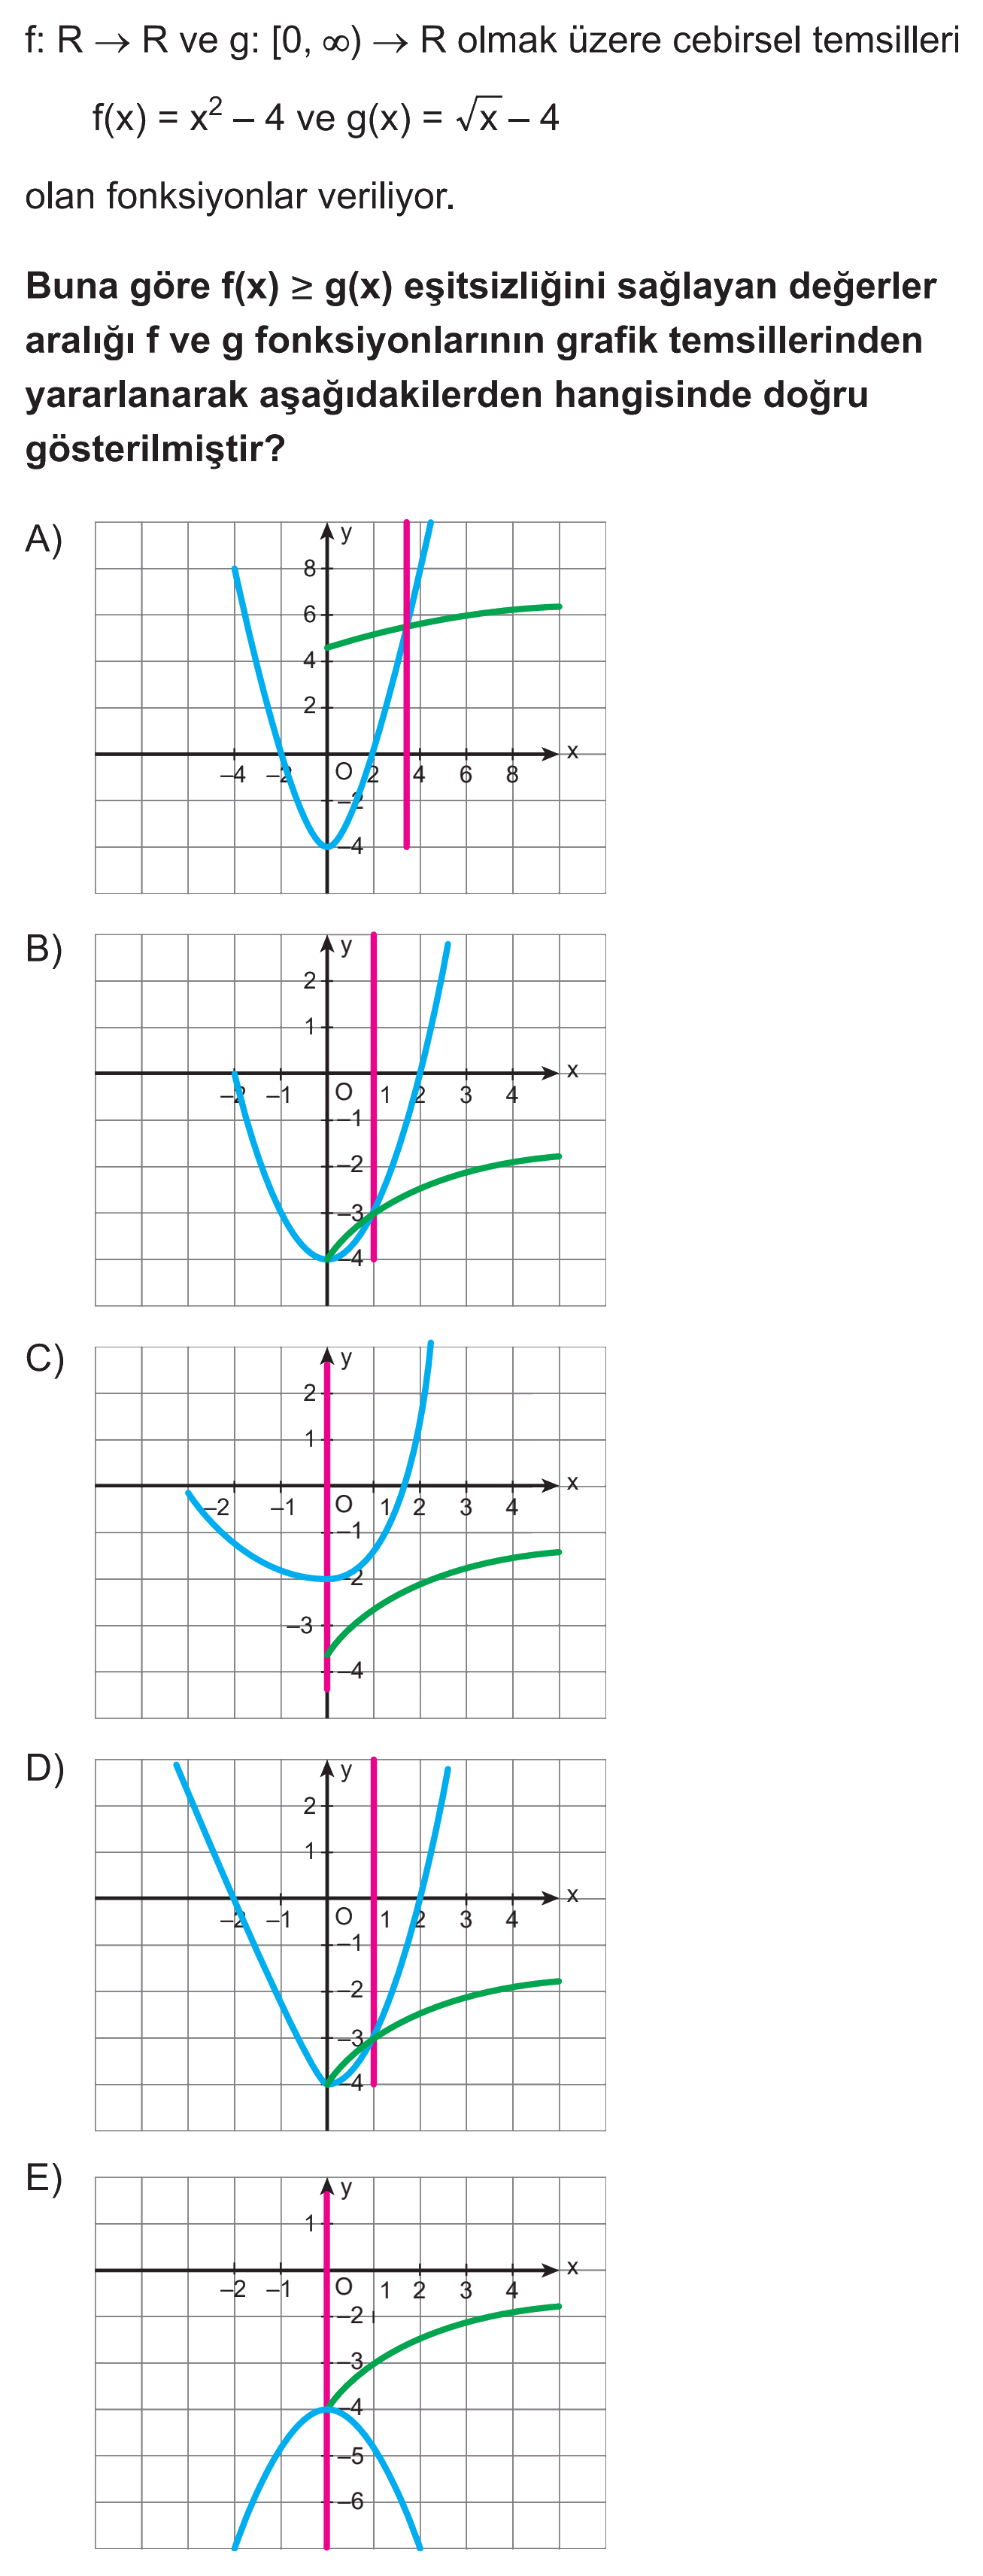 f: R → R ve g: [0, ∞) → R olmak üzere cebirsel temsilleri
f(x) = x² – 4 ve g(x) = √x – 4
olan fonksiyonlar veriliyor.
Buna göre f(x) ≥ g(x) eşitsizliğini sağlayan değerler
aralığı f ve g fonksiyonlarının grafik temsillerinden
yararlanarak aşağıdakilerden hangisinde doğru
gösterilmiştir?
A)
y
8
6
4
2
x
–4 –2 O 2 4 6 8
–2
–4
B)
y
2
1
x
–2 –1 O 1 2 3 4
–1
–2
–3
–4
C)
y
2
1
x
–2 –1 O 1 2 3 4
–1
–2
–3
–4
D)
y
2
1
x
–2 –1 O 1 2 3 4
–1
–2
–3
–4
E)
y
1
x
–2 –1 O 1 2 3 4
–2
–3
–4
–5
–6